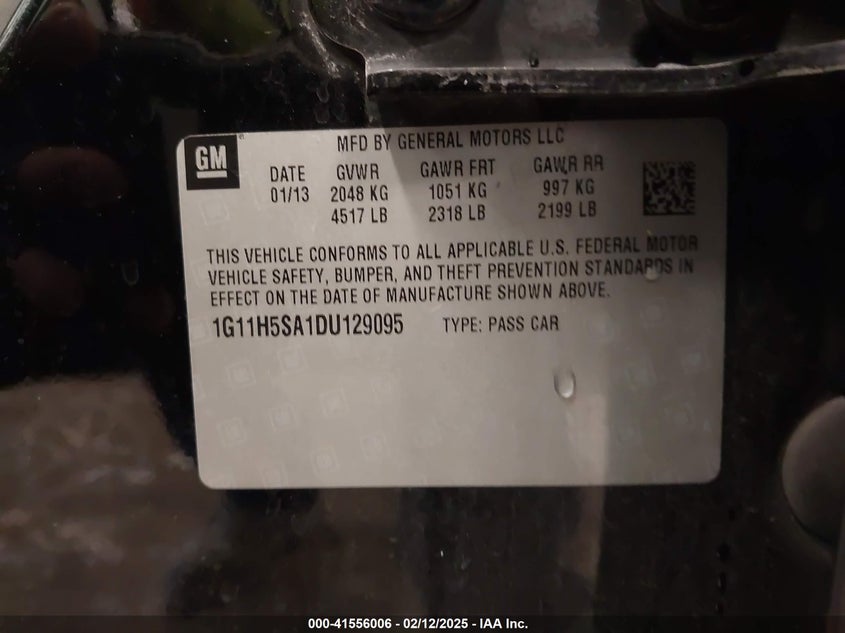 GM
MFD BY GENERAL MOTORS LLC
DATE GVWR GAWR FRT GAWR RR
01/13 2048 KG 1051 KG 997 KG
4517 LB 2318 LB 2199 LB
THIS VEHICLE CONFORMS TO ALL APPLICABLE U.S. FEDERAL MOTOR
VEHICLE SAFETY, BUMPER, AND THEFT PREVENTION STANDARDS IN
EFFECT ON THE DATE OF MANUFACTURE SHOWN ABOVE.
1G11H5SA1DU129095 TYPE: PASS CAR
000-41556006 - 02/12/2025 - IAA Inc.